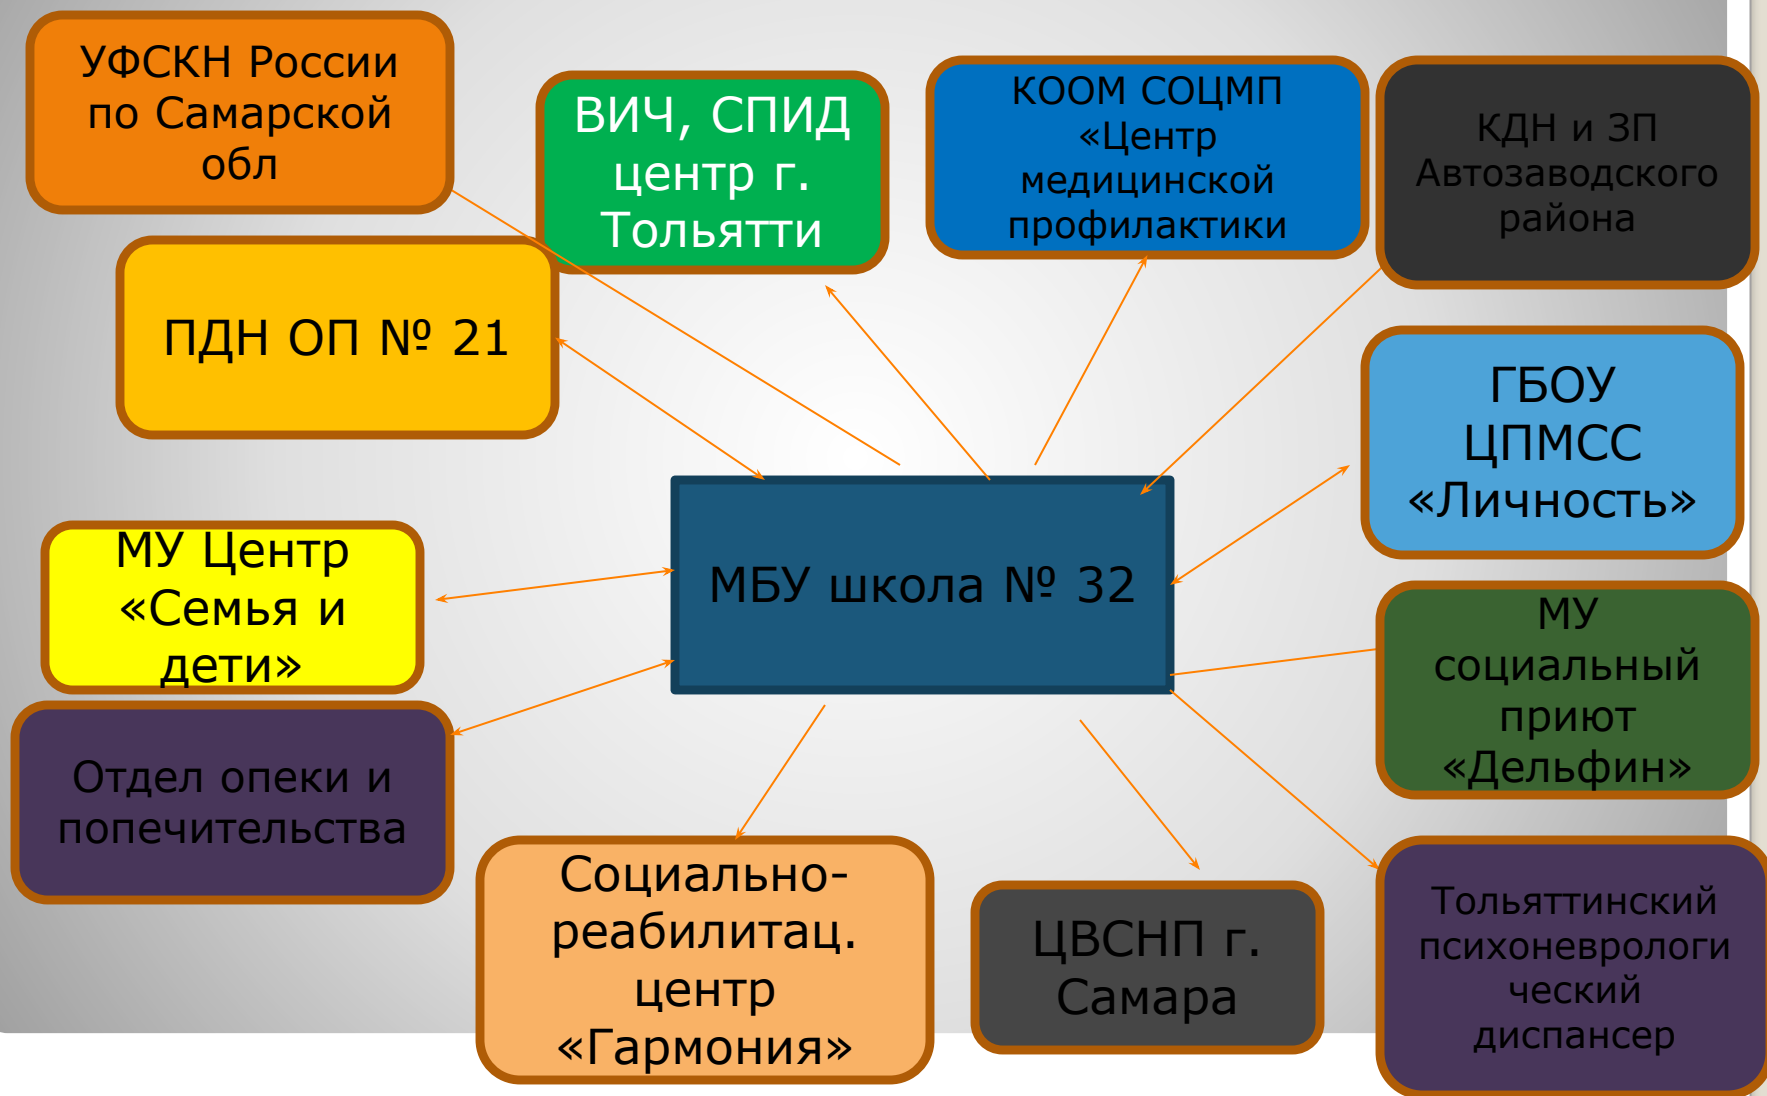 УФСКН России
по Самарской
обл
ВИЧ, СПИД
центр г.
Тольятти
КООМ СОЦМП
«Центр
медицинской
профилактики
КДН и ЗП
Автозаводского
района
ПДН ОП № 21
ГБОУ
ЦПМСС
«Личность»
МУ Центр
«Семья и
дети»
МБУ школа № 32
МУ
социальный
приют
«Дельфин»
Отдел опеки и
попечительства
Социально-
реабилитац.
центр
«Гармония»
ЦВСНП г.
Самара
Тольяттинский
психоневрологи
ческий
диспансер